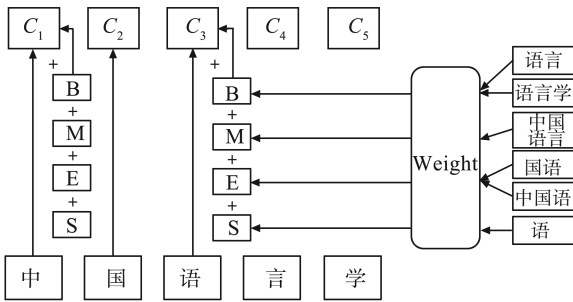 C₁ C₂ C₃ C₄ C₅
+ +
B B
+ +
M M
+ +
E E
+ +
S S
Weight
语言
语言学
中国
语言
国语
中国语
语
中 国 语 言 学